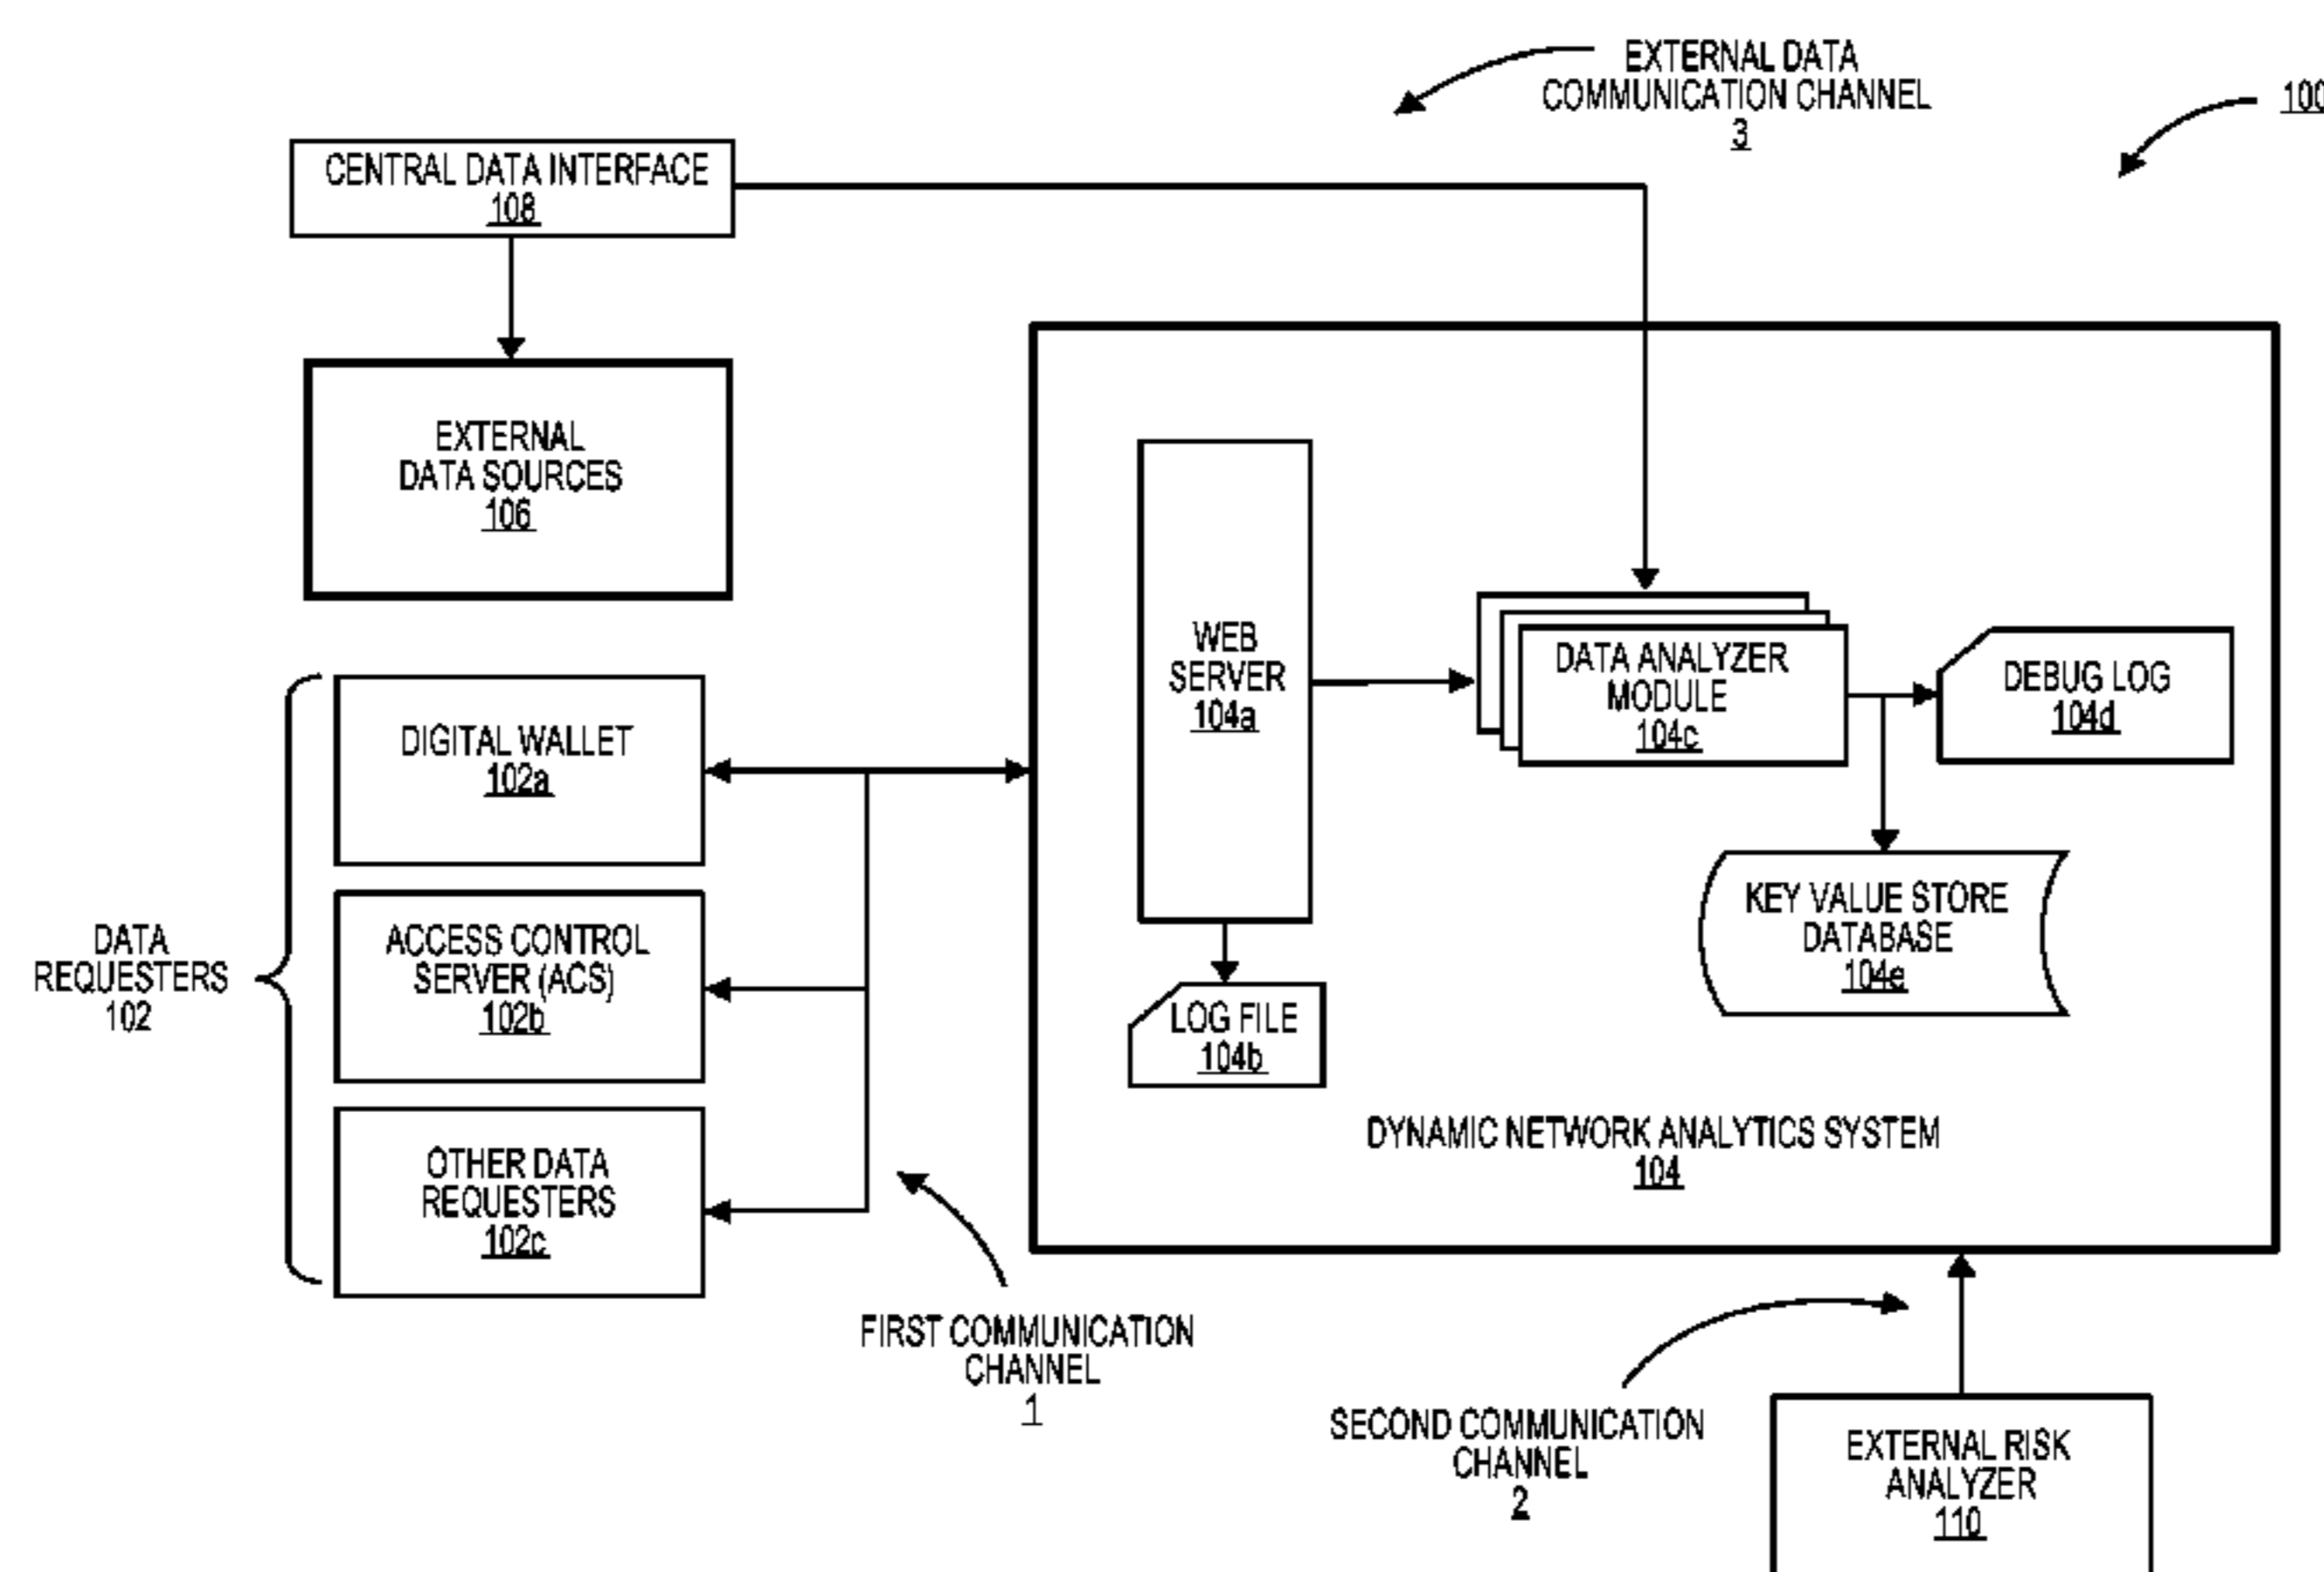 EXTERNAL DATA
COMMUNICATION CHANNEL
3
100
CENTRAL DATA INTERFACE
108
EXTERNAL
DATA SOURCES
106
DATA
REQUESTERS
102
DIGITAL WALLET
102a
ACCESS CONTROL
SERVER (ACS)
102b
OTHER DATA
REQUESTERS
102c
WEB
SERVER
104a
LOG FILE
104b
DATA ANALYZER
MODULE
104c
DEBUG LOG
104d
KEY VALUE STORE
DATABASE
104e
DYNAMIC NETWORK ANALYTICS SYSTEM
104
FIRST COMMUNICATION
CHANNEL
1
SECOND COMMUNICATION
CHANNEL
2
EXTERNAL RISK
ANALYZER
110